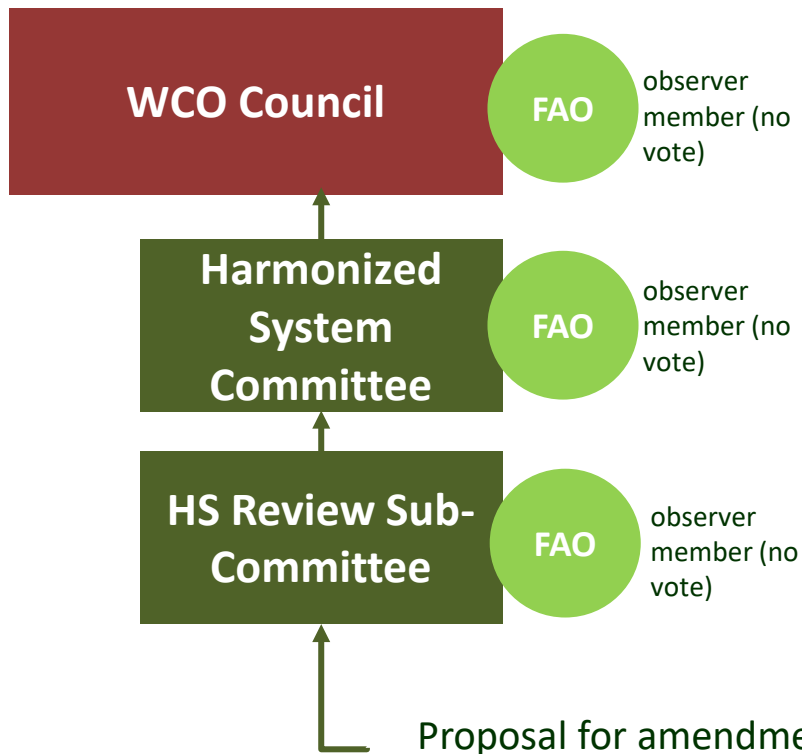 WCO Council
FAO
observer
member (no
vote)
Harmonized
System
Committee
FAO
observer
member (no
vote)
HS Review Sub-
Committee
FAO
observer
member (no
vote)
Proposal for amendme